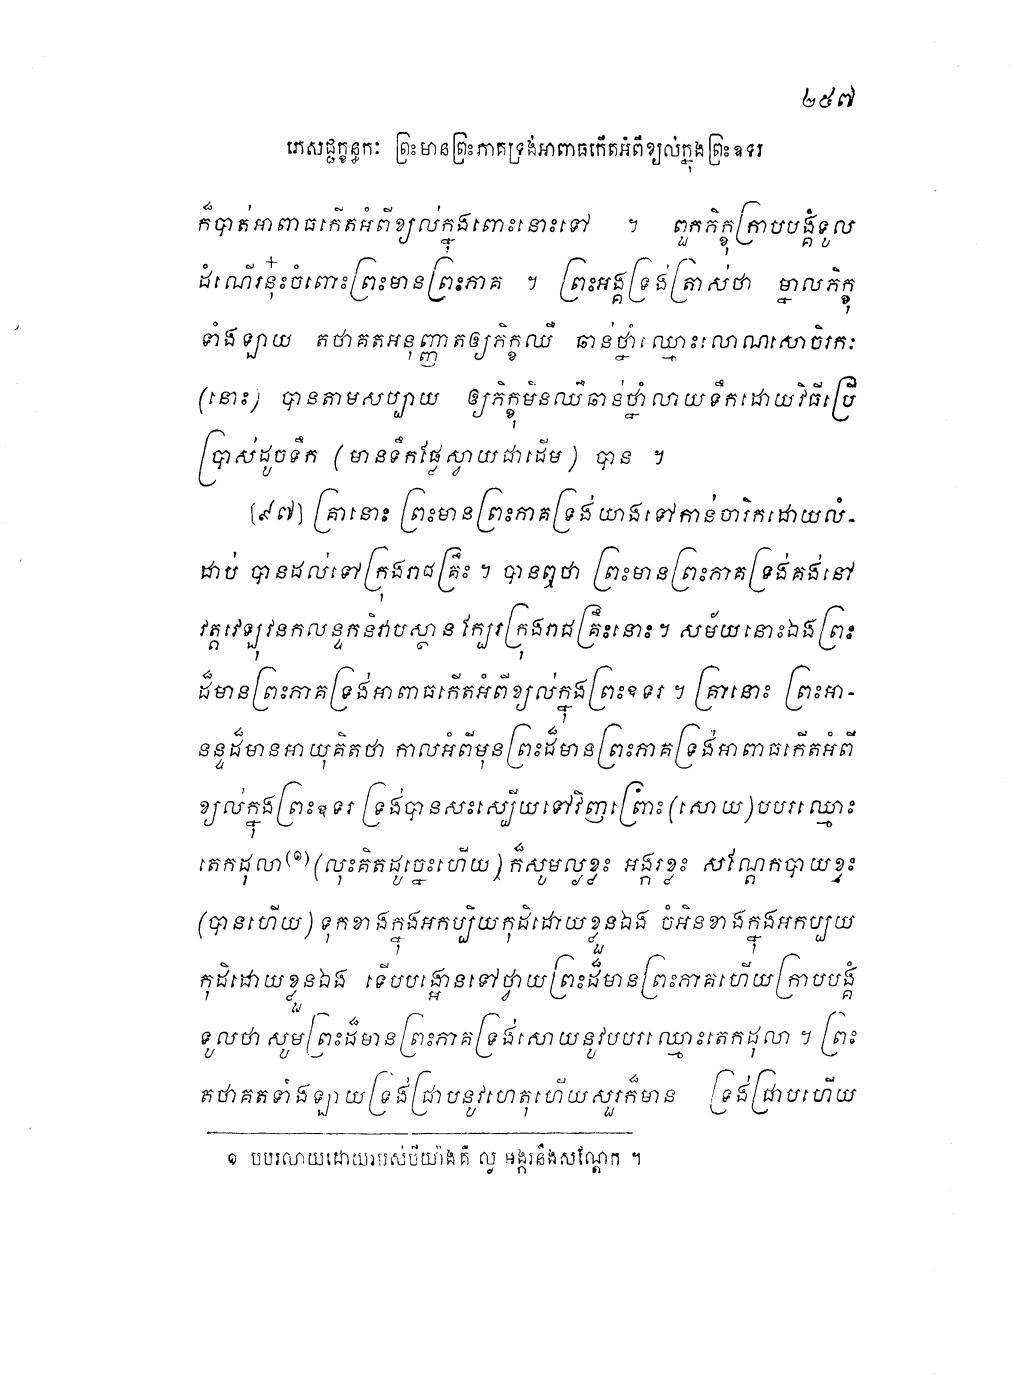 ២៥៧
ភេសដ្ជក្ខន្ធកៈ ព្រះមានព្រះភាគទ្រង់អាពាធកើតអំពីខ្យល់ក្នុងព្រះឧទរ
ក៏បាត់អាពាធកើតអំពីខ្យល់ក្នុងពោះនោះទៅ ។ ពួកភិក្ខុក្រាបបង្គំទូល
ដំណើរនុ៎ះចំពោះព្រះមានព្រះភាគ ។ ព្រះអង្គទ្រង់ត្រាស់ថា ម្នាលភិក្ខុ
ទាំងឡាយ តថាគតអនុញ្ញាតឲ្យភិក្ខុឈឺ ឆាន់ថ្នាំឈ្មោះលោណសោចិរកៈ
(នោះ) បានតាមសប្បាយ ឲ្យភិក្ខុមិនឈឺឆាន់ថ្នាំលាយទឹកដោយវិធីប្រើ
ប្រាស់ដូចទឹក (មានទឹកផ្លែស្វាយជាដើម) បាន ។
[៩៧] គ្រានោះ ព្រះមានព្រះភាគទ្រង់យាងទៅកាន់ចារិកដោយលំ-
ដាប់ បានដល់ទៅក្រុងរាជគ្រឹះ ។ បានឮថា ព្រះមានព្រះភាគទ្រង់គង់នៅ
វត្តវេឡុវនកលន្ទកនិវាបស្ថាន ក្បែរក្រុងរាជគ្រឹះនោះ ។ សម័យនោះឯងព្រះ
ដ៏មានព្រះភាគទ្រង់អាពាធកើតអំពីខ្យល់ក្នុងព្រះឧទរ ។ គ្រានោះ ព្រះអា-
នន្ទដ៏មានអាយុគិតថា កាលអំពីមុនព្រះដ៏មានព្រះភាគទ្រង់អាពាធកើតអំពី
ខ្យល់ក្នុងព្រះឧទរ ទ្រង់បានសះស្បើយទៅវិញព្រោះ(សោយ)បបរឈ្មោះ
តេកដុលា(១)(លុះគិតដូច្នេះហើយ) ក៏សូមល្ងខ្លះ អង្ករខ្លះ សណ្តែកបាយខ្លះ
(បានហើយ) ទុកខាងក្នុងអកប្បិយកុដិដោយខ្លួនឯង ចំអិនខាងក្នុងអកប្បយ
កុដិដោយខ្លួនឯង ទើបបង្អោនទៅថ្វាយព្រះដ៏មានព្រះភាគហើយក្រាបបង្គំ
ទូលថា សូមព្រះដ៏មានព្រះភាគទ្រង់សោយនូវបបរឈ្មោះតេកដុលា ។ ព្រះ
តថាគតទាំងឡាយទ្រង់ជ្រាបនូវហេតុហើយសួរក៏មាន ទ្រង់ជ្រាបហើយ
១ បបរលាយដោយរបស់បីយ៉ាងគឺ ល្ង អង្ករនឹងសណ្តែក ។